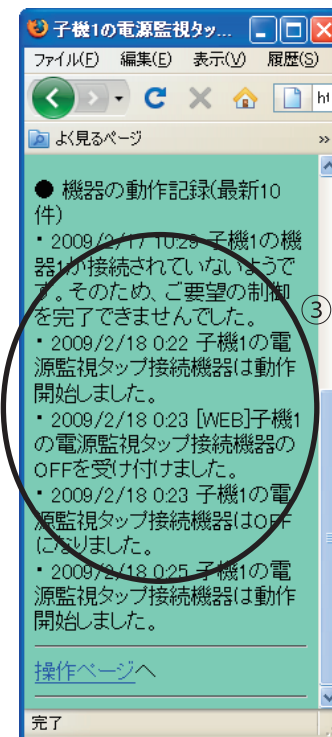 子機1の電源監視タッ...
ファイル(F) 編集(E) 表示(V) 履歴(S)
ht
よく見るページ »
● 機器の動作記録(最新10
件)
・2009/2/17 10:29 子機1の機
器1が接続されていないようで
す。そのため、ご要望の制御
を完了できませんでした。
③
・2009/2/18 0:22 子機1の電
源監視タップ接続機器は動作
開始しました。
・2009/2/18 0:23 [WEB]子機1
の電源監視タップ接続機器の
OFFを受け付けました。
・2009/2/18 0:23 子機1の電
源監視タップ接続機器はOFF
になりました。
・2009/2/18 0:25 子機1の電
源監視タップ接続機器は動作
開始しました。
操作ページへ
完了